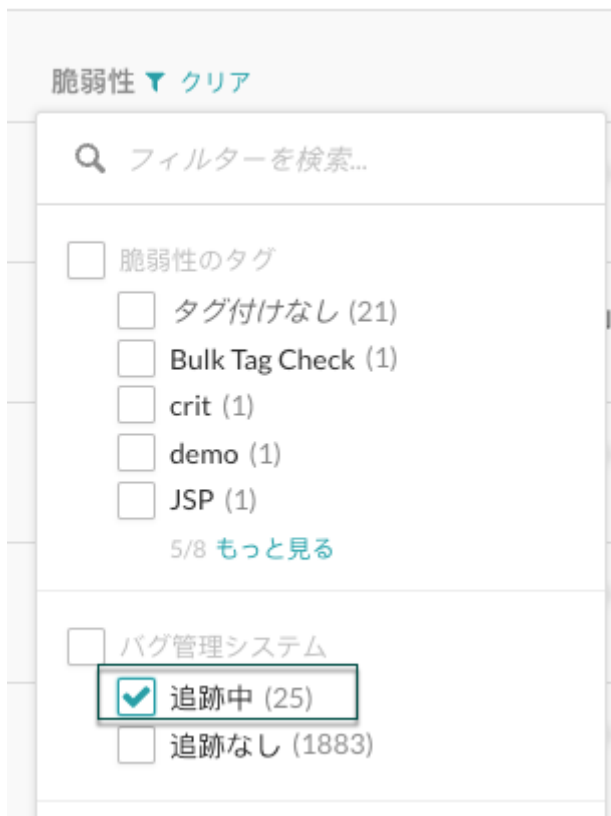 脆弱性 クリア
フィルターを検索...
脆弱性のタグ
タグ付けなし (21)
Bulk Tag Check (1)
crit (1)
demo (1)
JSP (1)
5/8 もっと見る
バグ管理システム
追跡中 (25)
追跡なし (1883)